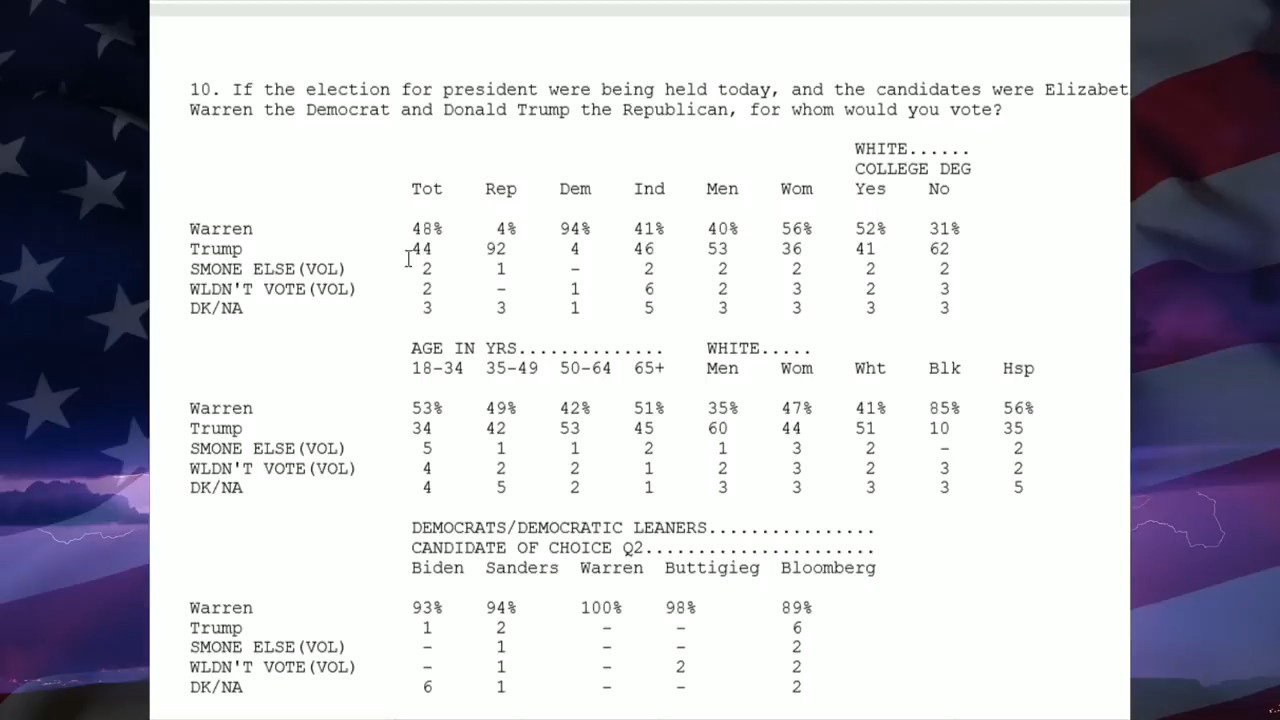 10. If the election for president were being held today, and the candidates were Elizabet
Warren the Democrat and Donald Trump the Republican, for whom would you vote?
WHITE......
COLLEGE DEG
Tot Rep Dem Ind Men Wom Yes No
Warren 48% 4% 94% 41% 40% 56% 52% 31%
Trump 44 92 4 46 53 36 41 62
SMONE ELSE(VOL) 2 1 - 2 2 2 2 2
WLDN'T VOTE(VOL) 2 - 1 6 2 3 2 3
DK/NA 3 3 1 5 3 3 3 3
AGE IN YRS.............. WHITE.....
18-34 35-49 50-64 65+ Men Wom Wht Blk Hsp
Warren 53% 49% 42% 51% 35% 47% 41% 85% 56%
Trump 34 42 53 45 60 44 51 10 35
SMONE ELSE(VOL) 5 1 1 2 1 3 2 - 2
WLDN'T VOTE(VOL) 4 2 2 1 2 3 2 3 2
DK/NA 4 5 2 1 3 3 3 3 5
DEMOCRATS/DEMOCRATIC LEANERS................
CANDIDATE OF CHOICE Q2......................
Biden Sanders Warren Buttigieg Bloomberg
Warren 93% 94% 100% 98% 89%
Trump 1 2 - - 6
SMONE ELSE(VOL) - 1 - - 2
WLDN'T VOTE(VOL) - 1 - 2 2
DK/NA 6 1 - - 2